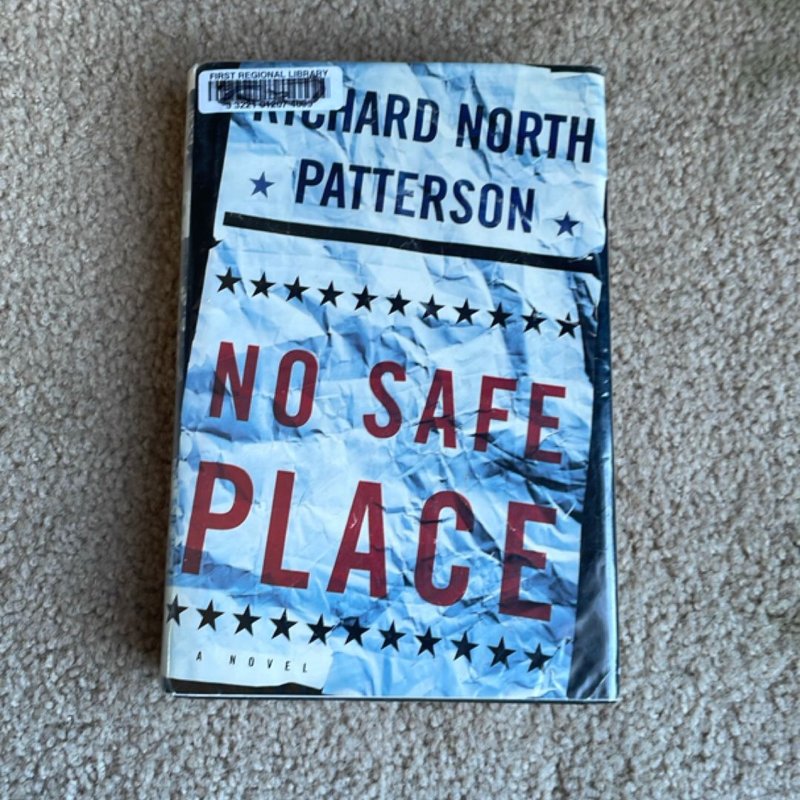 FIRST REGIONAL LIBRARY
RICHARD NORTH
PATTERSON
NO SAFE
PLACE
A NOVEL